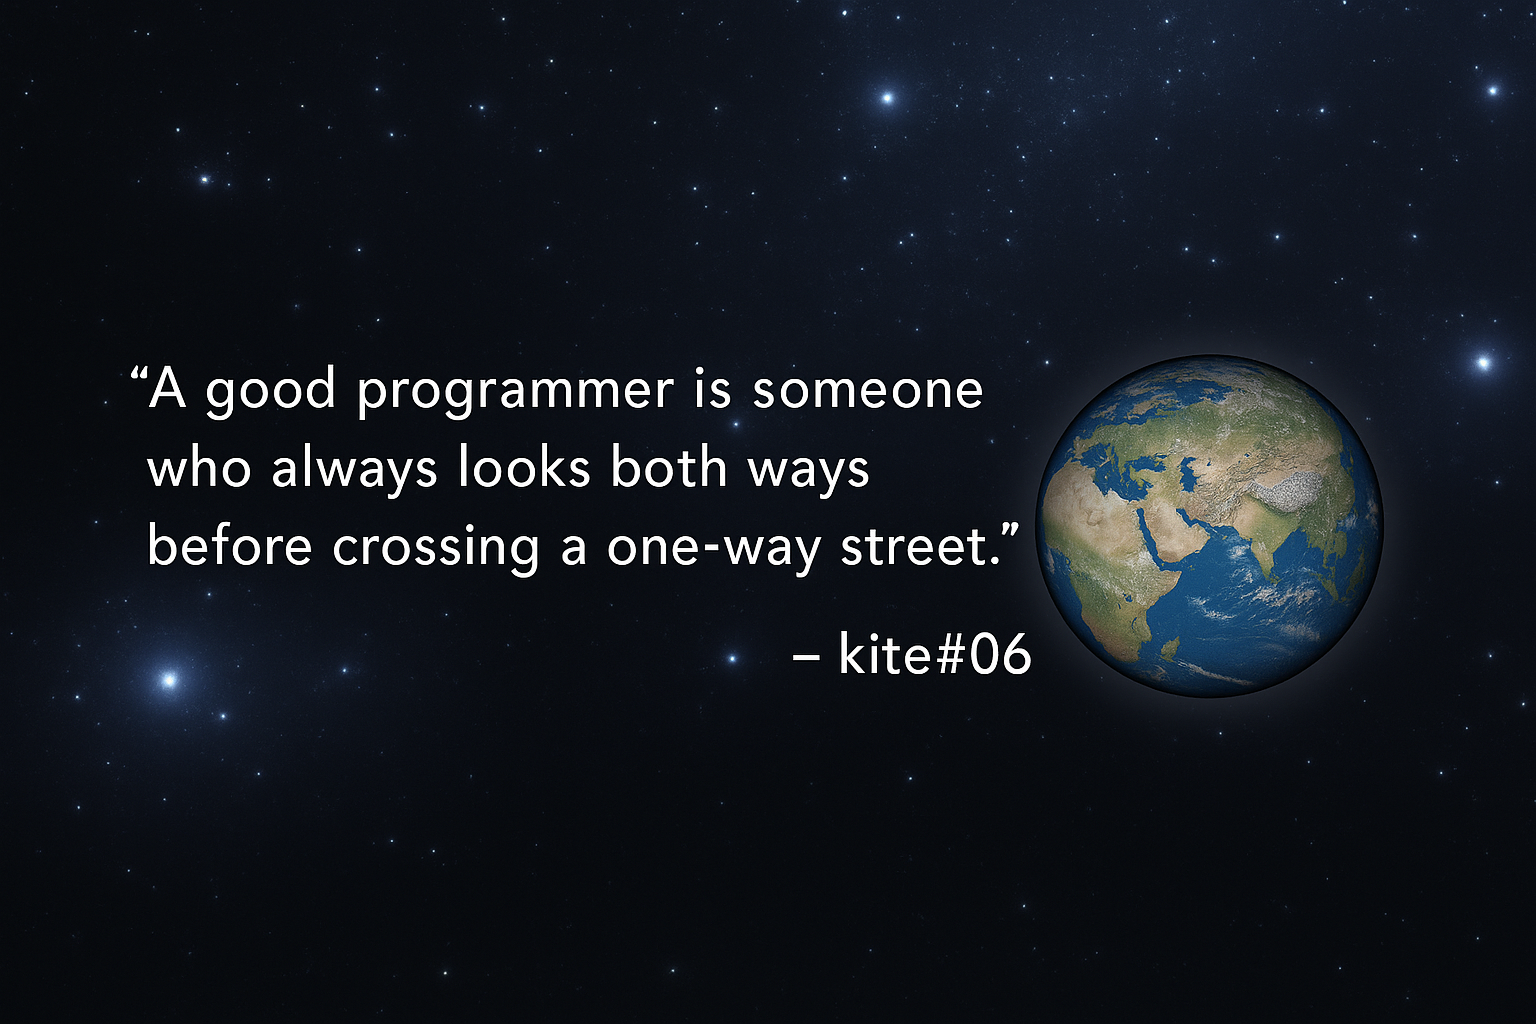 “A good programmer is someone
who always looks both ways
before crossing a one-way street.”
– kite#06